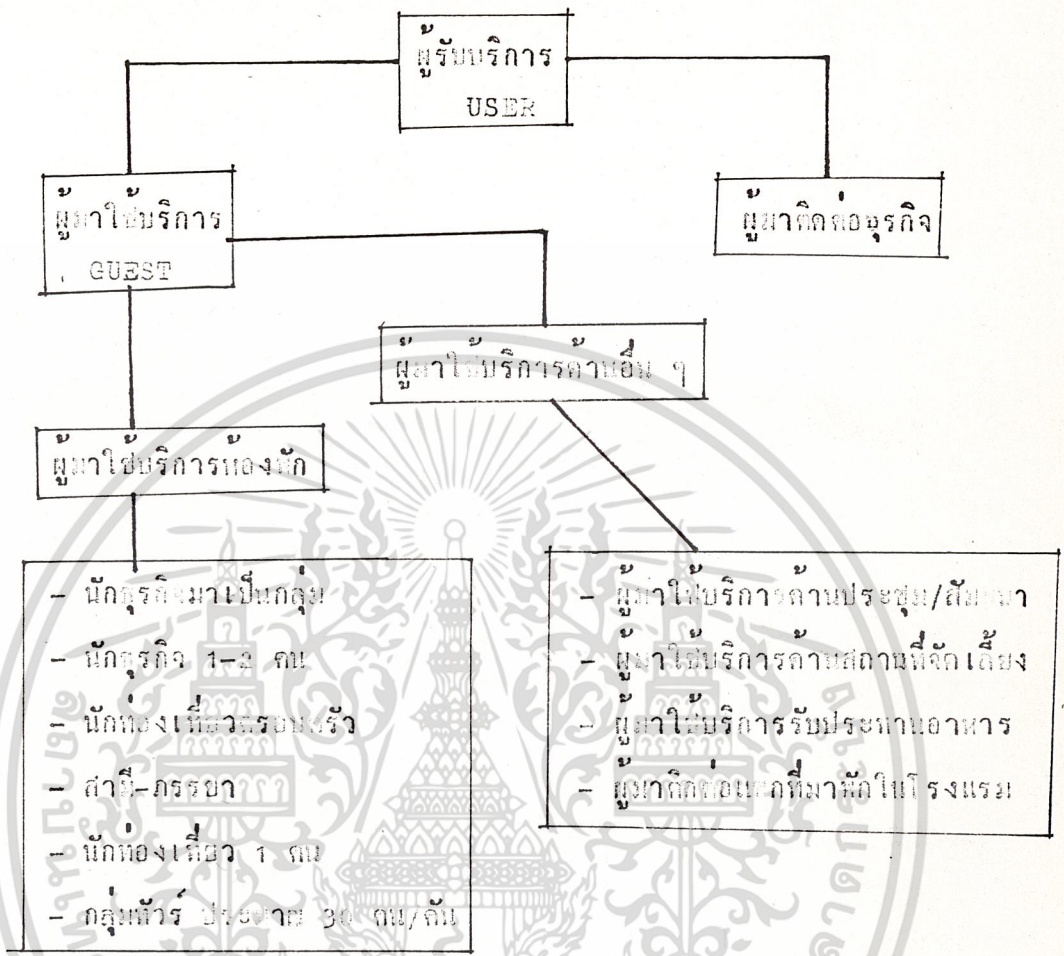 ผู้รับบริการ
USER
ผู้มาใช้บริการ
GUEST
ผู้มาติดต่อธุรกิจ
ผู้มาใช้บริการด้านอื่น ๆ
ผู้มาใช้บริการห้องพัก
- นักธุรกิจมาเป็นกลุ่ม
- นักธุรกิจ 1-2 คน
- นักท่องเที่ยวครอบครัว
- สามี-ภรรยา
- นักท่องเที่ยว 1 คน
- กลุ่มทัวร์ ประมาณ 30 คน/คัน
- ผู้มาใช้บริการด้านประชุม/สัมมนา
- ผู้มาใช้บริการด้านสถานที่จัดเลี้ยง
- ผู้มาใช้บริการรับประทานอาหาร
- ผู้มาติดต่อแขกที่มาพักในโรงแรม